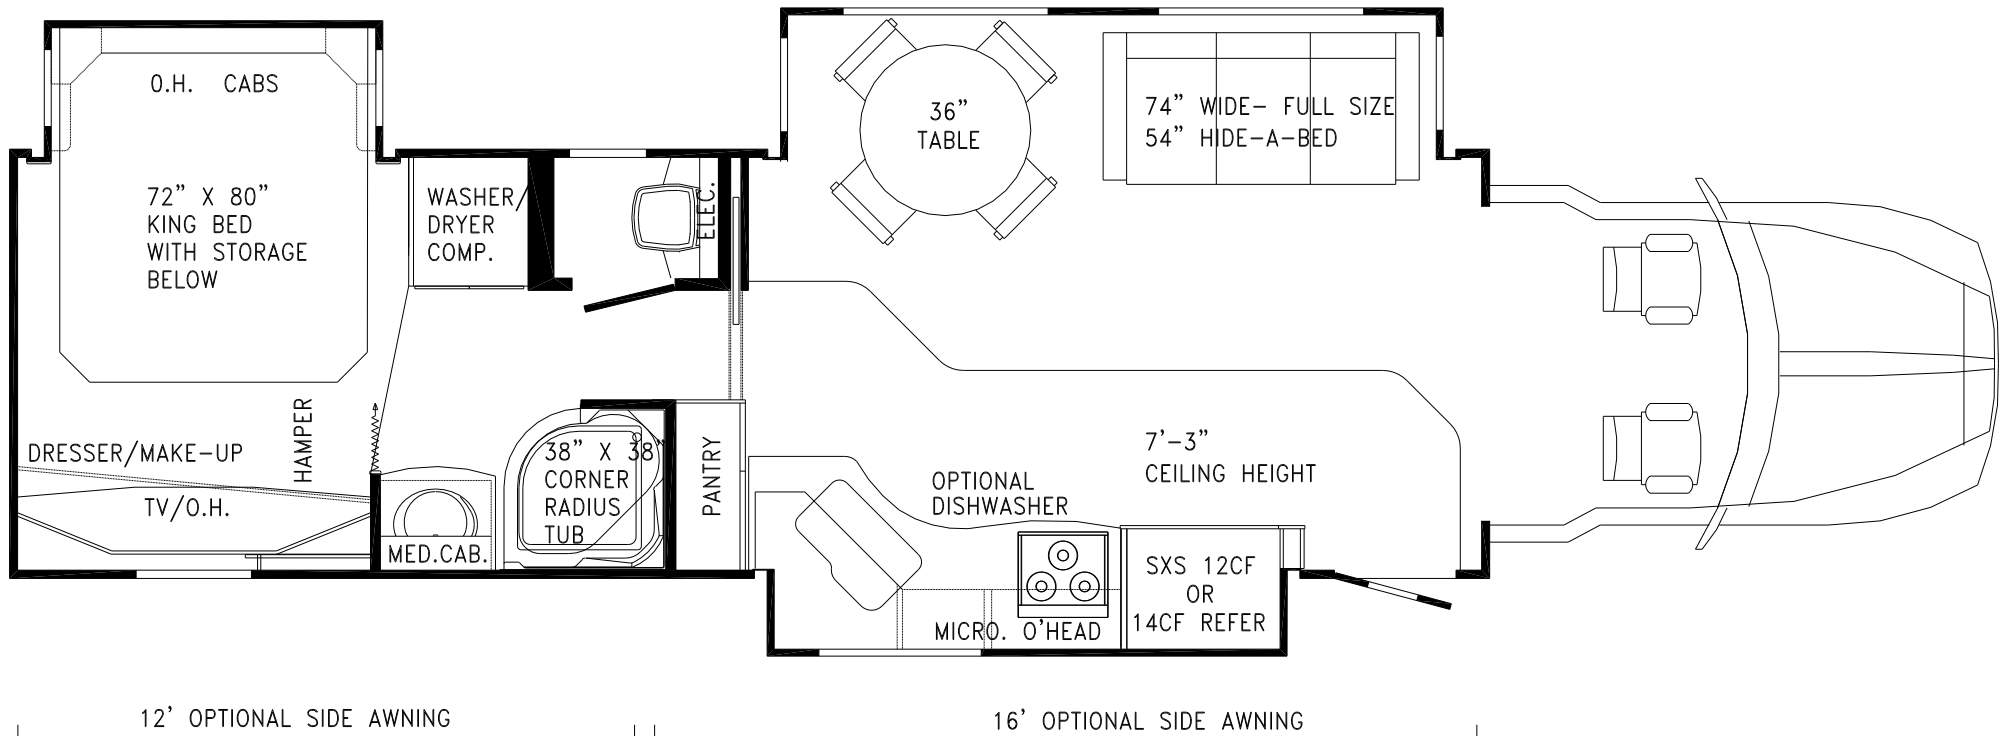 O.H. CABS
72" X 80"
KING BED
WITH STORAGE
BELOW
WASHER/
DRYER
COMP.
ELEC.
36"
TABLE
74" WIDE- FULL SIZE
54" HIDE-A-BED
DRESSER/MAKE-UP
HAMPER
TV/O.H.
MED.CAB.
38" X 38"
CORNER
RADIUS
TUB
PANTRY
OPTIONAL
DISHWASHER
7'-3"
CEILING HEIGHT
MICRO. O'HEAD
SXS 12CF
OR
14CF REFER
12' OPTIONAL SIDE AWNING
16' OPTIONAL SIDE AWNING